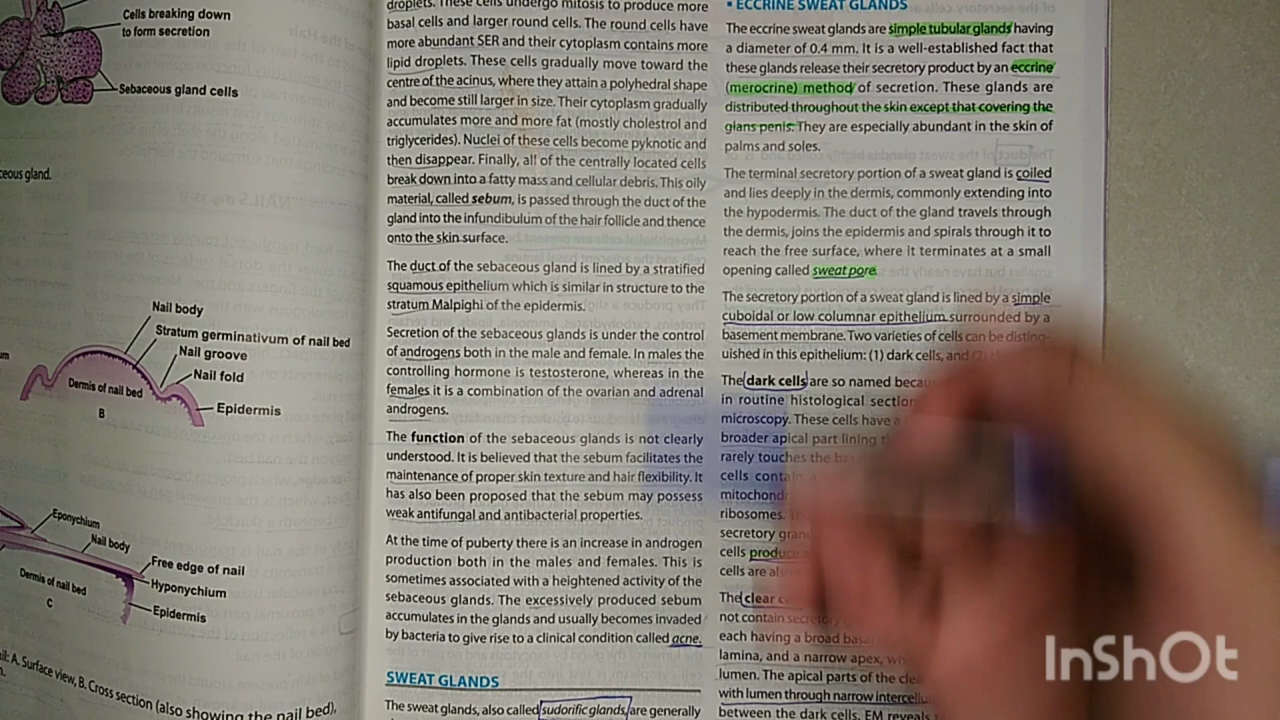 Cells breaking down
to form secretion
Sebaceous gland cells
ceous gland.
Nail body
Stratum germinativum of nail bed
Nail groove
Nail fold
Dermis of nail bed
Epidermis
B
Eponychium
Nail body
Free edge of nail
Hyponychium
Dermis of nail bed
Epidermis
C
il: A. Surface view, B. Cross section (also showing the nail bed),
droplets. These cells undergo mitosis to produce more
basal cells and larger round cells. The round cells have
more abundant SER and their cytoplasm contains more
lipid droplets. These cells gradually move toward the
centre of the acinus, where they attain a polyhedral shape
and become still larger in size. Their cytoplasm gradually
accumulates more and more fat (mostly cholestrol and
triglycerides). Nuclei of these cells become pyknotic and
then disappear. Finally, all of the centrally located cells
break down into a fatty mass and cellular debris. This oily
material, called sebum, is passed through the duct of the
gland into the infundibulum of the hair follicle and thence
onto the skin surface.
The duct of the sebaceous gland is lined by a stratified
squamous epithelium which is similar in structure to the
stratum Malpighi of the epidermis.
Secretion of the sebaceous glands is under the control
of androgens both in the male and female. In males the
controlling hormone is testosterone, whereas in the
females it is a combination of the ovarian and adrenal
androgens.
The function of the sebaceous glands is not clearly
understood. It is believed that the sebum facilitates the
maintenance of proper skin texture and hair flexibility. It
has also been proposed that the sebum may possess
weak antifungal and antibacterial properties.
At the time of puberty there is an increase in androgen
production both in the males and females. This is
sometimes associated with a heightened activity of the
sebaceous glands. The excessively produced sebum
accumulates in the glands and usually becomes invaded
by bacteria to give rise to a clinical condition called acne.
SWEAT GLANDS
The sweat glands, also called sudorific glands, are generally
• ECCRINE SWEAT GLANDS
The eccrine sweat glands are simple tubular glands having
a diameter of 0.4 mm. It is a well-established fact that
these glands release their secretory product by an eccrine
(merocrine) method of secretion. These glands are
distributed throughout the skin except that covering the
glans penis. They are especially abundant in the skin of
palms and soles.
The terminal secretory portion of a sweat gland is coiled
and lies deeply in the dermis, commonly extending into
the hypodermis. The duct of the gland travels through
the dermis, joins the epidermis and spirals through it to
reach the free surface, where it terminates at a small
opening called sweat pore.
The secretory portion of a sweat gland is lined by a simple
cuboidal or low columnar epithelium surrounded by a
basement membrane. Two varieties of cells can be disting-
uished in this epithelium: (1) dark cells, and (2)
The dark cells are so named
in routine histological
microscopy. These cells have a
broader apical part lining
rarely touches the
cells contain
ribosomes.
secretory
cells
cells are
The clear
not contain
each having a broad
lamina, and a narrow apex,
lumen. The apical parts of the
with lumen through narrow
between the dark cells. EM reveals
InShOt